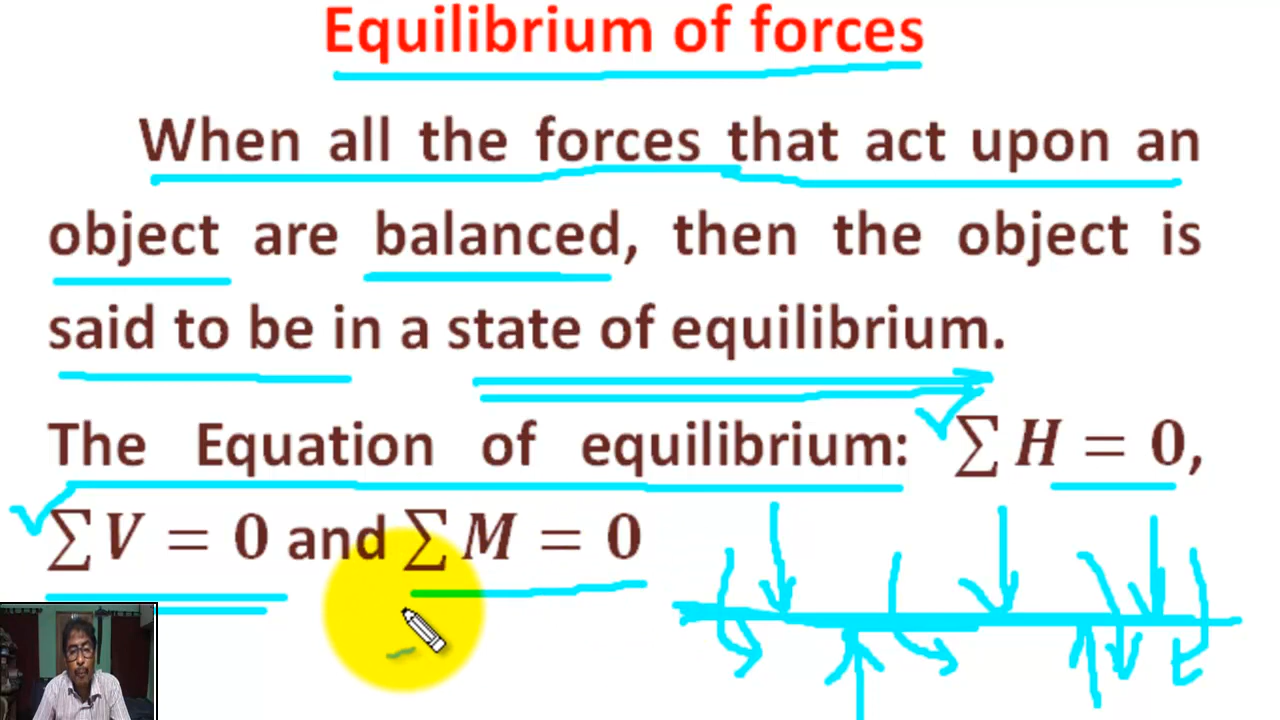 Equilibrium of forces
When all the forces that act upon an
object are balanced, then the object is
said to be in a state of equilibrium.
The Equation of equilibrium: ∑ H = 0,
∑ V = 0 and ∑ M = 0